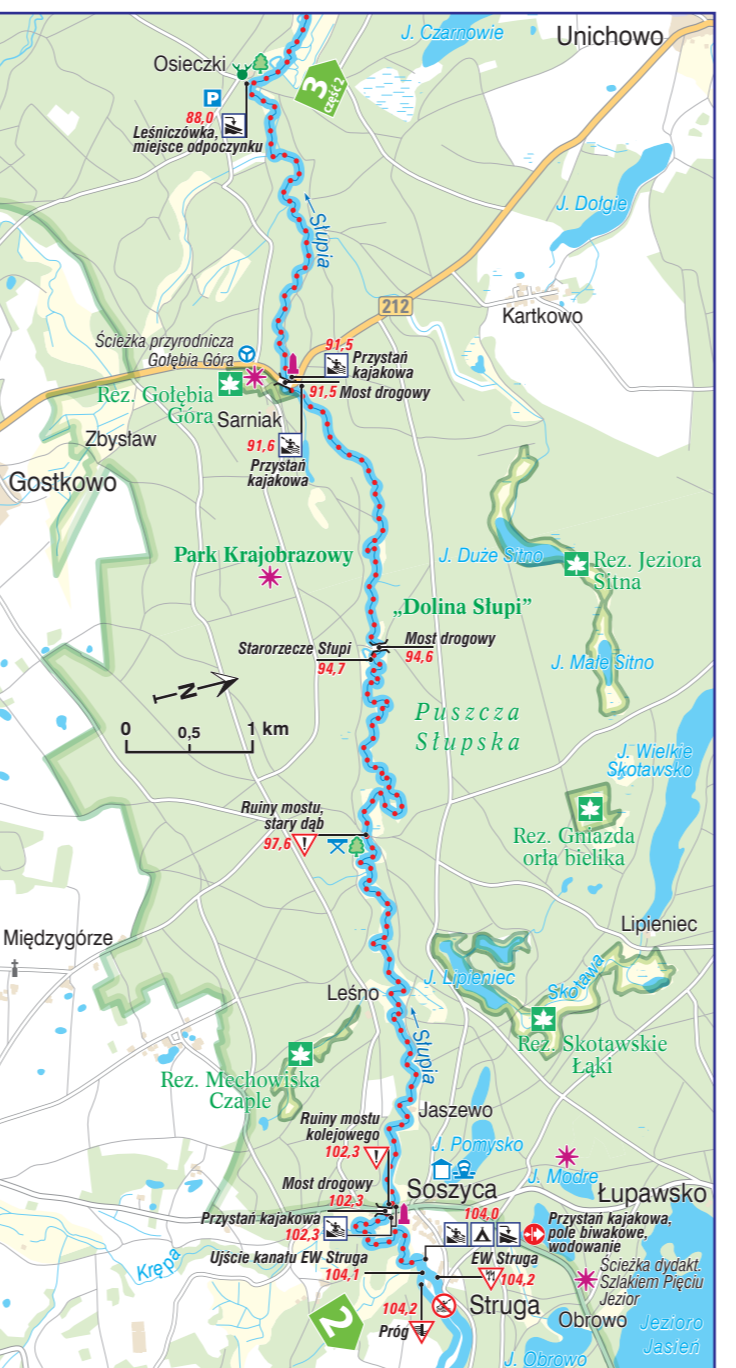 J. Czarnowie
Unichowo
Osieczki
3
część 2
P
88,0
Leśniczówka,
miejsce odpoczynku
J. Dołgie
Słupia
212
Kartkowo
Ścieżka przyrodnicza
Gołębia Góra
91,5
Przystań
kajakowa
91,5 Most drogowy
Rez. Gołębia
Góra
Sarniak
Zbysław
91,6
Przystań
kajakowa
Gostkowo
Park Krajobrazowy
J. Duże Sitno
Rez. Jeziora
Sitna
„Dolina Słupi”
Starorzecze Słupi
94,7
Most drogowy
94,6
J. Małe Sitno
N
Puszcza
Słupska
0
0,5
1 km
J. Wielkie
Skotawsko
Ruiny mostu,
stary dąb
97,6
!
Rez. Gniazda
orła bielika
Międzygórze
Lipieniec
J. Lipieniec
Skotawa
Leśno
Rez. Skotawskie
Łąki
Słupia
Rez. Mechowiska
Czaple
Jaszewo
Ruiny mostu
kolejowego
102,3
!
J. Pomysko
J. Modre
Most drogowy
102,3
Soszyca
Łupawsko
Przystań kajakowa
102,3
104,0
Przystań kajakowa,
pole biwakowe,
wodowanie
Krępa
Ujście kanału EW Struga
104,1
EW Struga
104,2
Ścieżka dydakt.
Szlakiem Pięciu
Jezior
2
104,2
Próg
Struga
Obrowo
Jezioro
Jasień
J. Obrowo